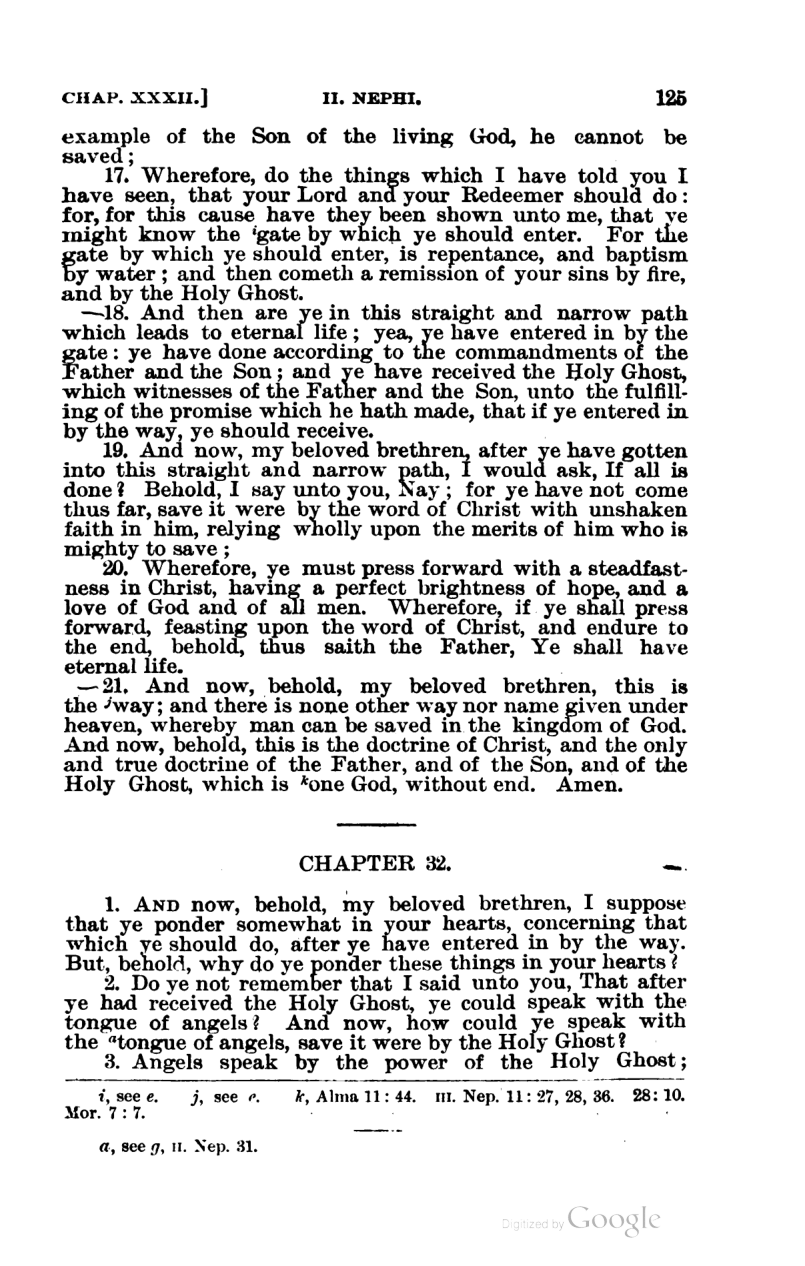 CHAP. XXXII.] II. NEPHI. 125
example of the Son of the living God, he cannot be
saved;
17. Wherefore, do the things which I have told you I
have seen, that your Lord and your Redeemer should do:
for, for this cause have they been shown unto me, that ye
might know the igate by which ye should enter. For the
gate by which ye should enter, is repentance, and baptism
by water; and then cometh a remission of your sins by fire,
and by the Holy Ghost.
—18. And then are ye in this straight and narrow path
which leads to eternal life; yea, ye have entered in by the
gate: ye have done according to the commandments of the
Father and the Son; and ye have received the Holy Ghost,
which witnesses of the Father and the Son, unto the fulfill-
ing of the promise which he hath made, that if ye entered in
by the way, ye should receive.
19. And now, my beloved brethren, after ye have gotten
into this straight and narrow path, I would ask, If all is
done? Behold, I say unto you, Nay; for ye have not come
thus far, save it were by the word of Christ with unshaken
faith in him, relying wholly upon the merits of him who is
mighty to save;
20. Wherefore, ye must press forward with a steadfast-
ness in Christ, having a perfect brightness of hope, and a
love of God and of all men. Wherefore, if ye shall press
forward, feasting upon the word of Christ, and endure to
the end, behold, thus saith the Father, Ye shall have
eternal life.
—21. And now, behold, my beloved brethren, this is
the jway; and there is none other way nor name given under
heaven, whereby man can be saved in the kingdom of God.
And now, behold, this is the doctrine of Christ, and the only
and true doctrine of the Father, and of the Son, and of the
Holy Ghost, which is kone God, without end. Amen.
CHAPTER 32.
1. AND now, behold, my beloved brethren, I suppose
that ye ponder somewhat in your hearts, concerning that
which ye should do, after ye have entered in by the way.
But, behold, why do ye ponder these things in your hearts?
2. Do ye not remember that I said unto you, That after
ye had received the Holy Ghost, ye could speak with the
tongue of angels? And now, how could ye speak with
the atongue of angels, save it were by the Holy Ghost?
3. Angels speak by the power of the Holy Ghost;
i, see e. j, see e. k, Alma 11: 44. III. Nep. 11: 27, 28, 36. 28: 10.
Mor. 7: 7.
a, see g, II. Nep. 31.
Digitized by Google